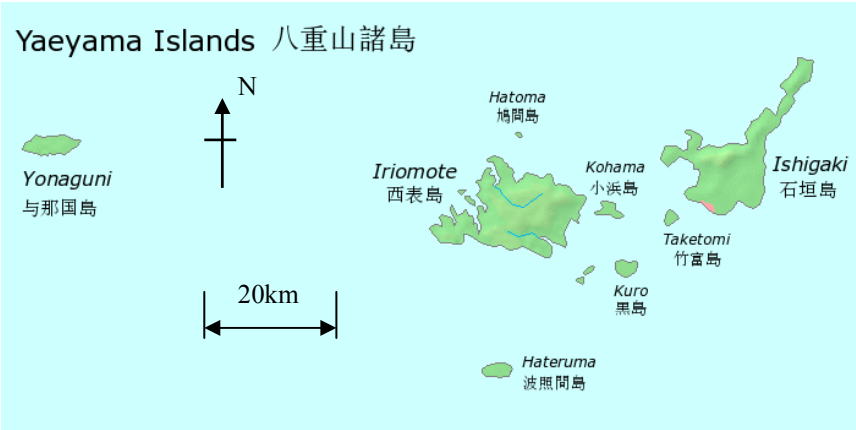 Yaeyama Islands 八重山諸島
N
Hatoma
鳩間島
Yonaguni
与那国島
Iriomote
西表島
Kohama
小浜島
Ishigaki
石垣島
Taketomi
竹富島
20km
Kuro
黒島
Hateruma
波照間島